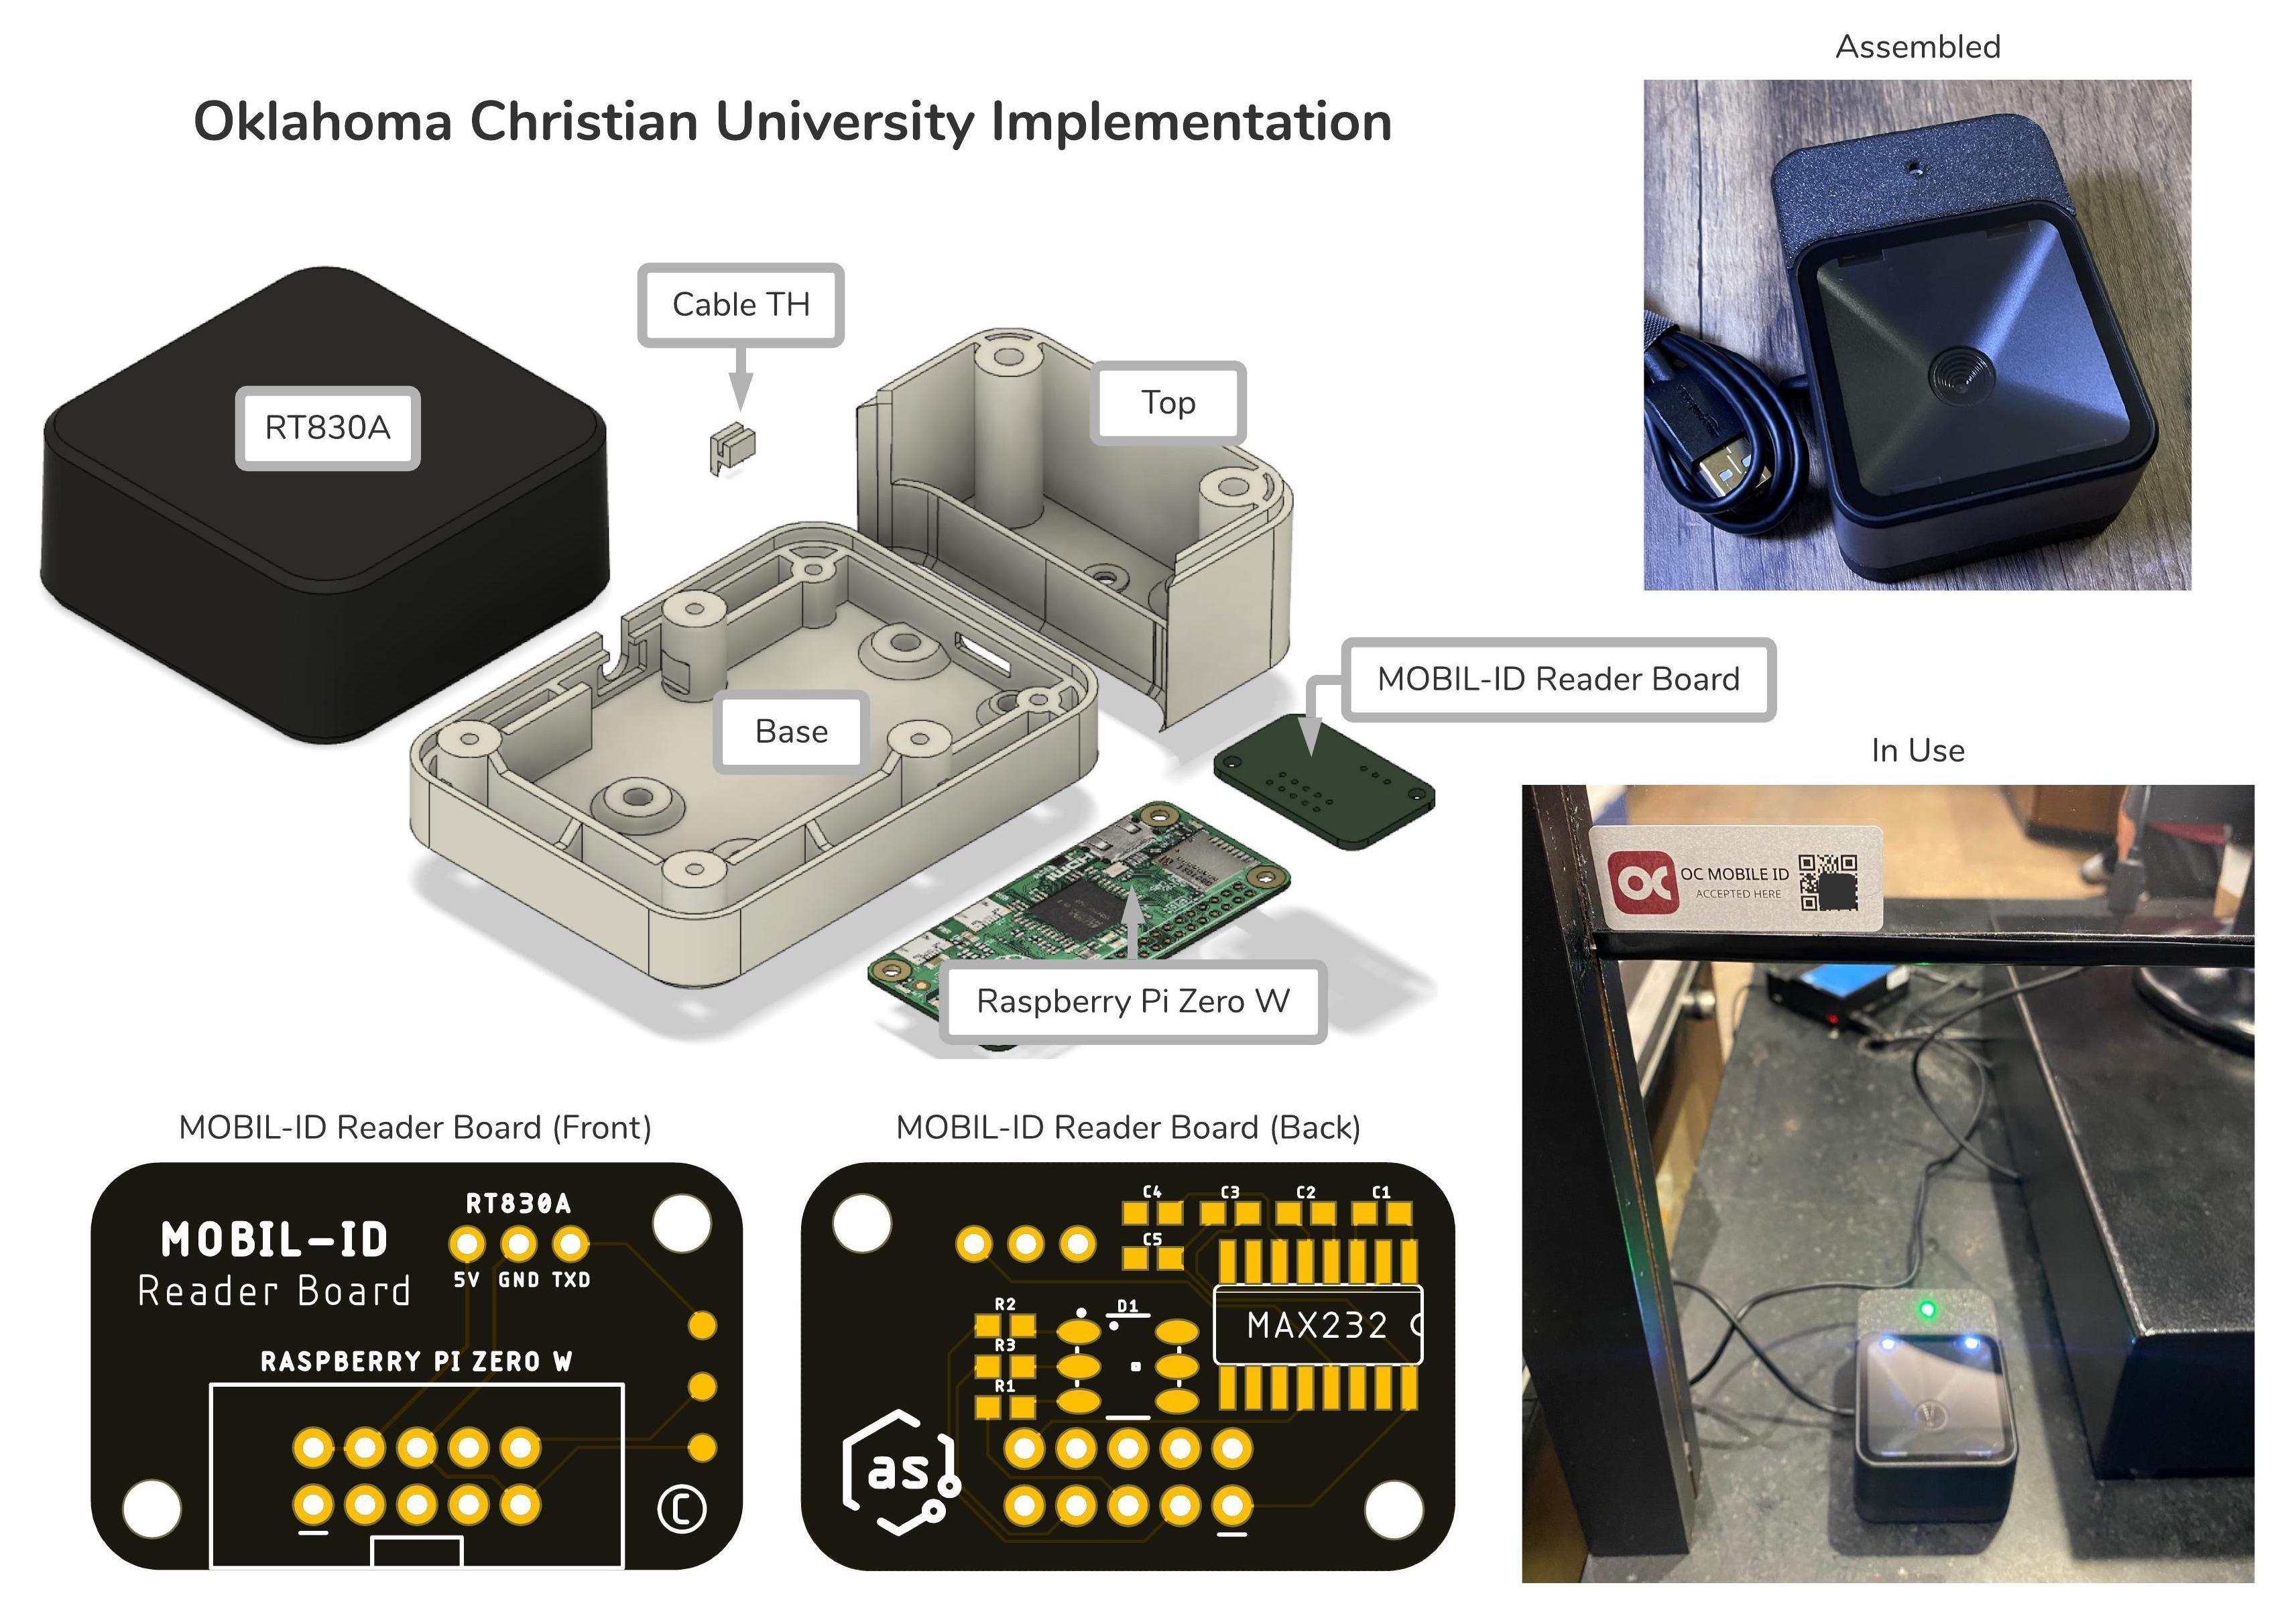 Oklahoma Christian University Implementation
Assembled
RT830A
Cable TH
Top
Base
MOBIL-ID Reader Board
Raspberry Pi Zero W
In Use
OC MOBILE ID
ACCEPTED HERE
MOBIL-ID Reader Board (Front)
MOBIL-ID
Reader Board
RT830A
5V GND TXD
RASPBERRY PI ZERO W
C
MOBIL-ID Reader Board (Back)
C4 C3 C2 C1
C5
R2 D1
R3
R1
MAX232
as